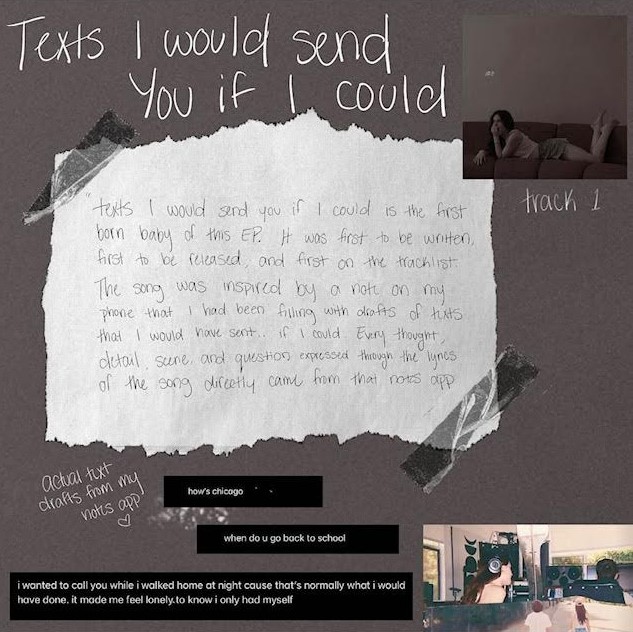 Texts I would send
You if I could
track 1
"texts I would send you if I could is the first
born baby of this EP. It was first to be written,
first to be released, and first on the tracklist.
The song was inspired by a note on my
phone that I had been filling with drafts of texts
that I would have sent.. if I could Every thought,
detail, scene, and question expressed through the lyrics
of the song directly came from that notes app
actual text
drafts from my
notes app
♡
how's chicago
when do u go back to school
i wanted to call you while i walked home at night cause that's normally what i would
have done. it made me feel lonely.to know i only had myself